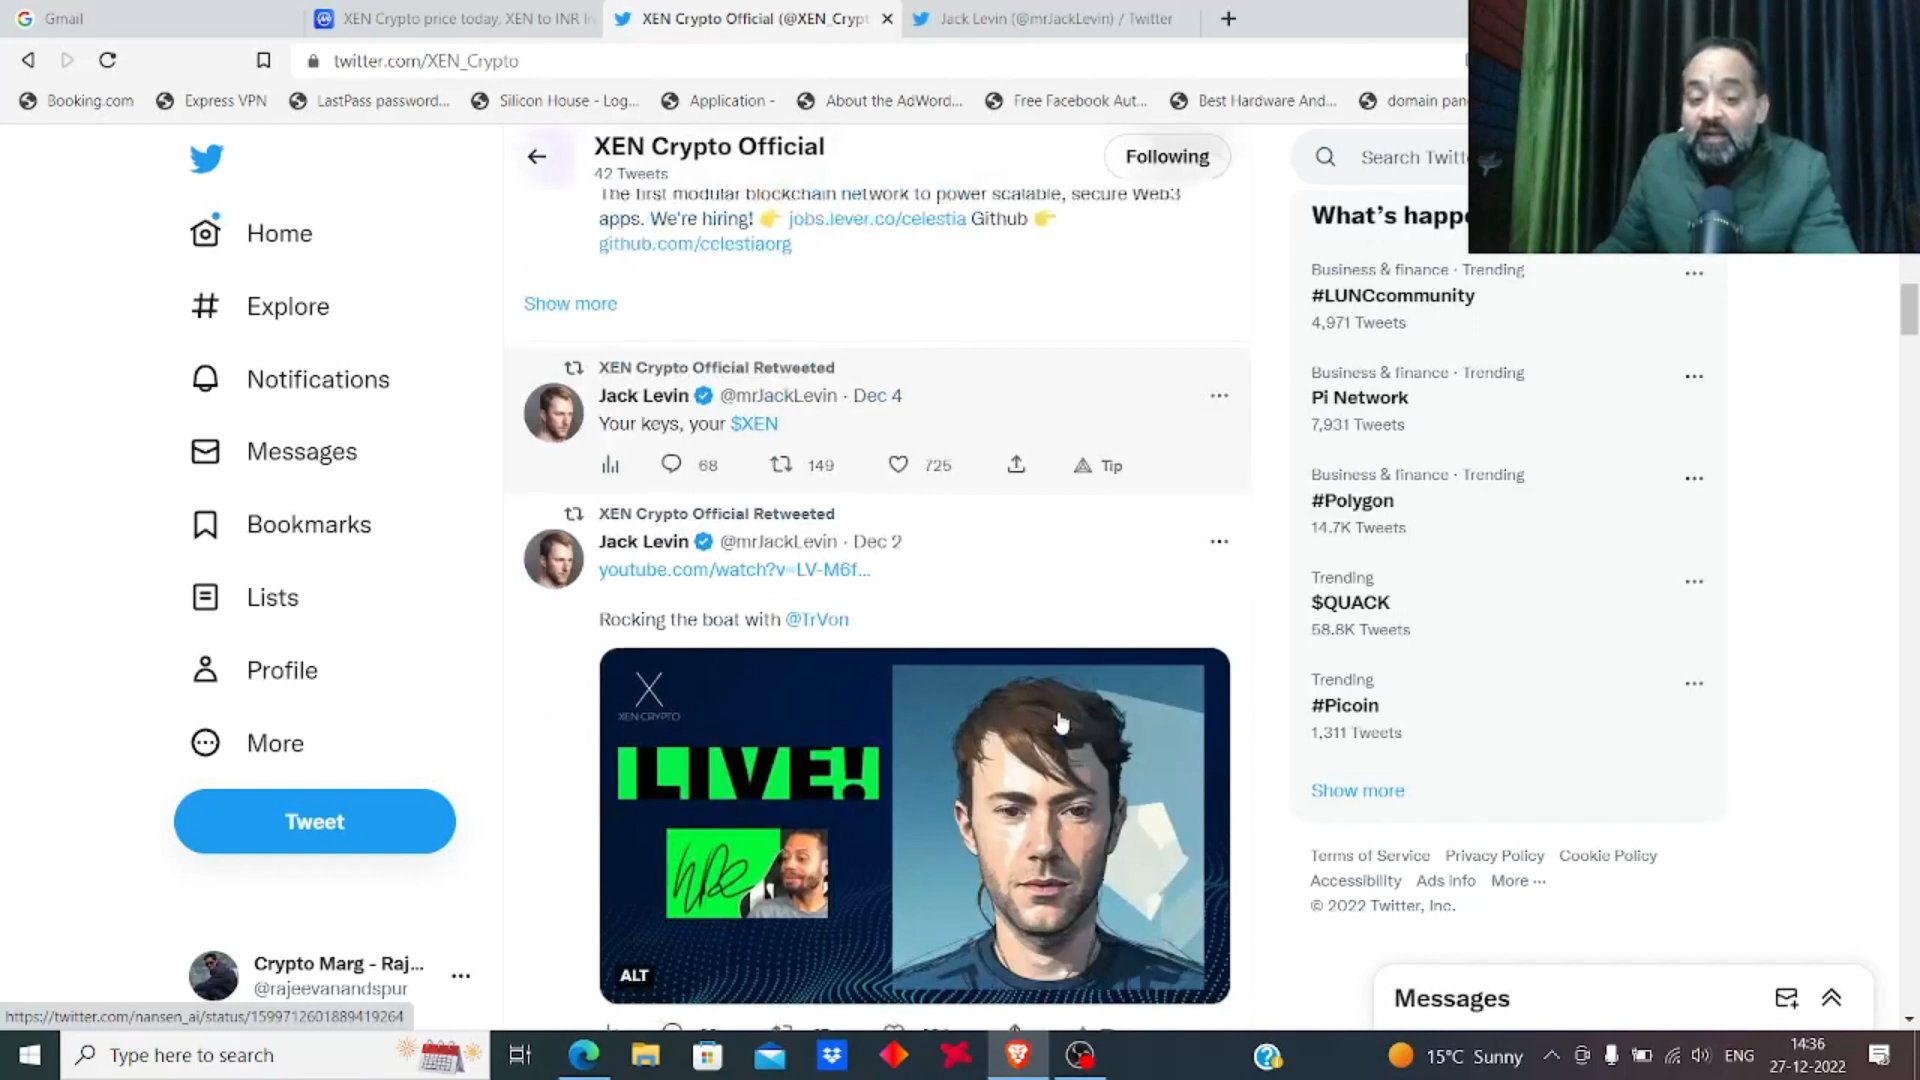 Gmail
XEN Crypto price today, XEN to INR
XEN Crypto Official (@XEN_Crypt
Jack Levin (@mrJackLevin) / Twitter
twitter.com/XEN_Crypto
Booking.com
Express VPN
LastPass password...
Silicon House - Log...
Application -
About the AdWord...
Free Facebook Aut...
Best Hardware And...
domain pan
XEN Crypto Official
42 Tweets
Following
Search Twitt
The first modular blockchain network to power scalable, secure Web3
apps. We're hiring! 👉 jobs.lever.co/celestia Github 👉
github.com/celestiaorg
Show more
XEN Crypto Official Retweeted
Jack Levin @mrJackLevin · Dec 4
Your keys, your $XEN
68 149 725 Tip
XEN Crypto Official Retweeted
Jack Levin @mrJackLevin · Dec 2
youtube.com/watch?v=LV-M6f...
Rocking the boat with @TrVon
X
XEN CRYPTO
LIVE!
ALT
Home
Explore
Notifications
Messages
Bookmarks
Lists
Profile
More
Tweet
Crypto Marg - Raj...
@rajeevanandspur
https://twitter.com/nansen_ai/status/1599712601889419264
What's happe
Business & finance · Trending
#LUNCcommunity
4,971 Tweets
Business & finance · Trending
Pi Network
7,931 Tweets
Business & finance · Trending
#Polygon
14.7K Tweets
Trending
$QUACK
58.8K Tweets
Trending
#Picoin
1,311 Tweets
Show more
Terms of Service Privacy Policy Cookie Policy
Accessibility Ads Info More ···
© 2022 Twitter, Inc.
Messages
Type here to search
15°C Sunny
ENG
14:36
27-12-2022